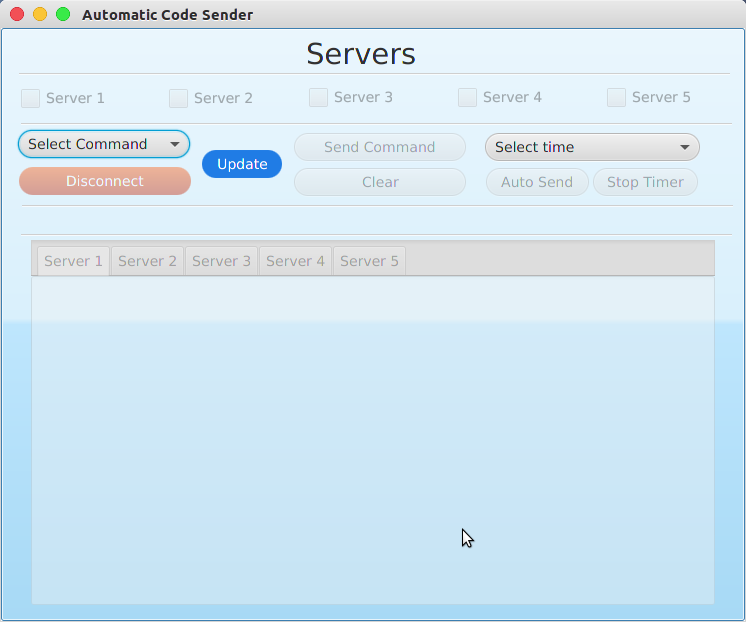 Automatic Code Sender
Servers
Server 1 Server 2 Server 3 Server 4 Server 5
Select Command Update Send Command Select time
Disconnect Clear Auto Send Stop Timer
Server 1 Server 2 Server 3 Server 4 Server 5